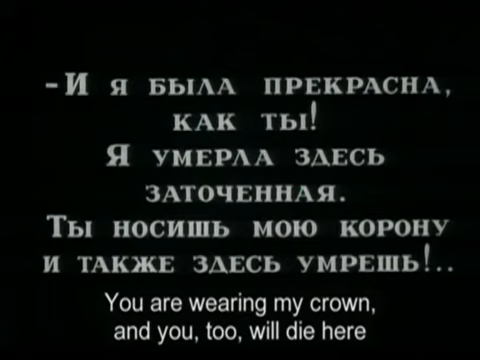 -И я была прекрасна,
как ты!
Я умерла здесь
заточенная.
Ты носишь мою корону
и также здесь умрешь!..
You are wearing my crown,
and you, too, will die here